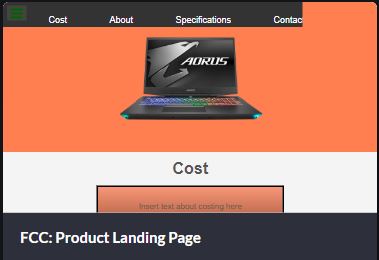 Cost About Specifications Contac
AORUS
Cost
Insert text about costing here
FCC: Product Landing Page